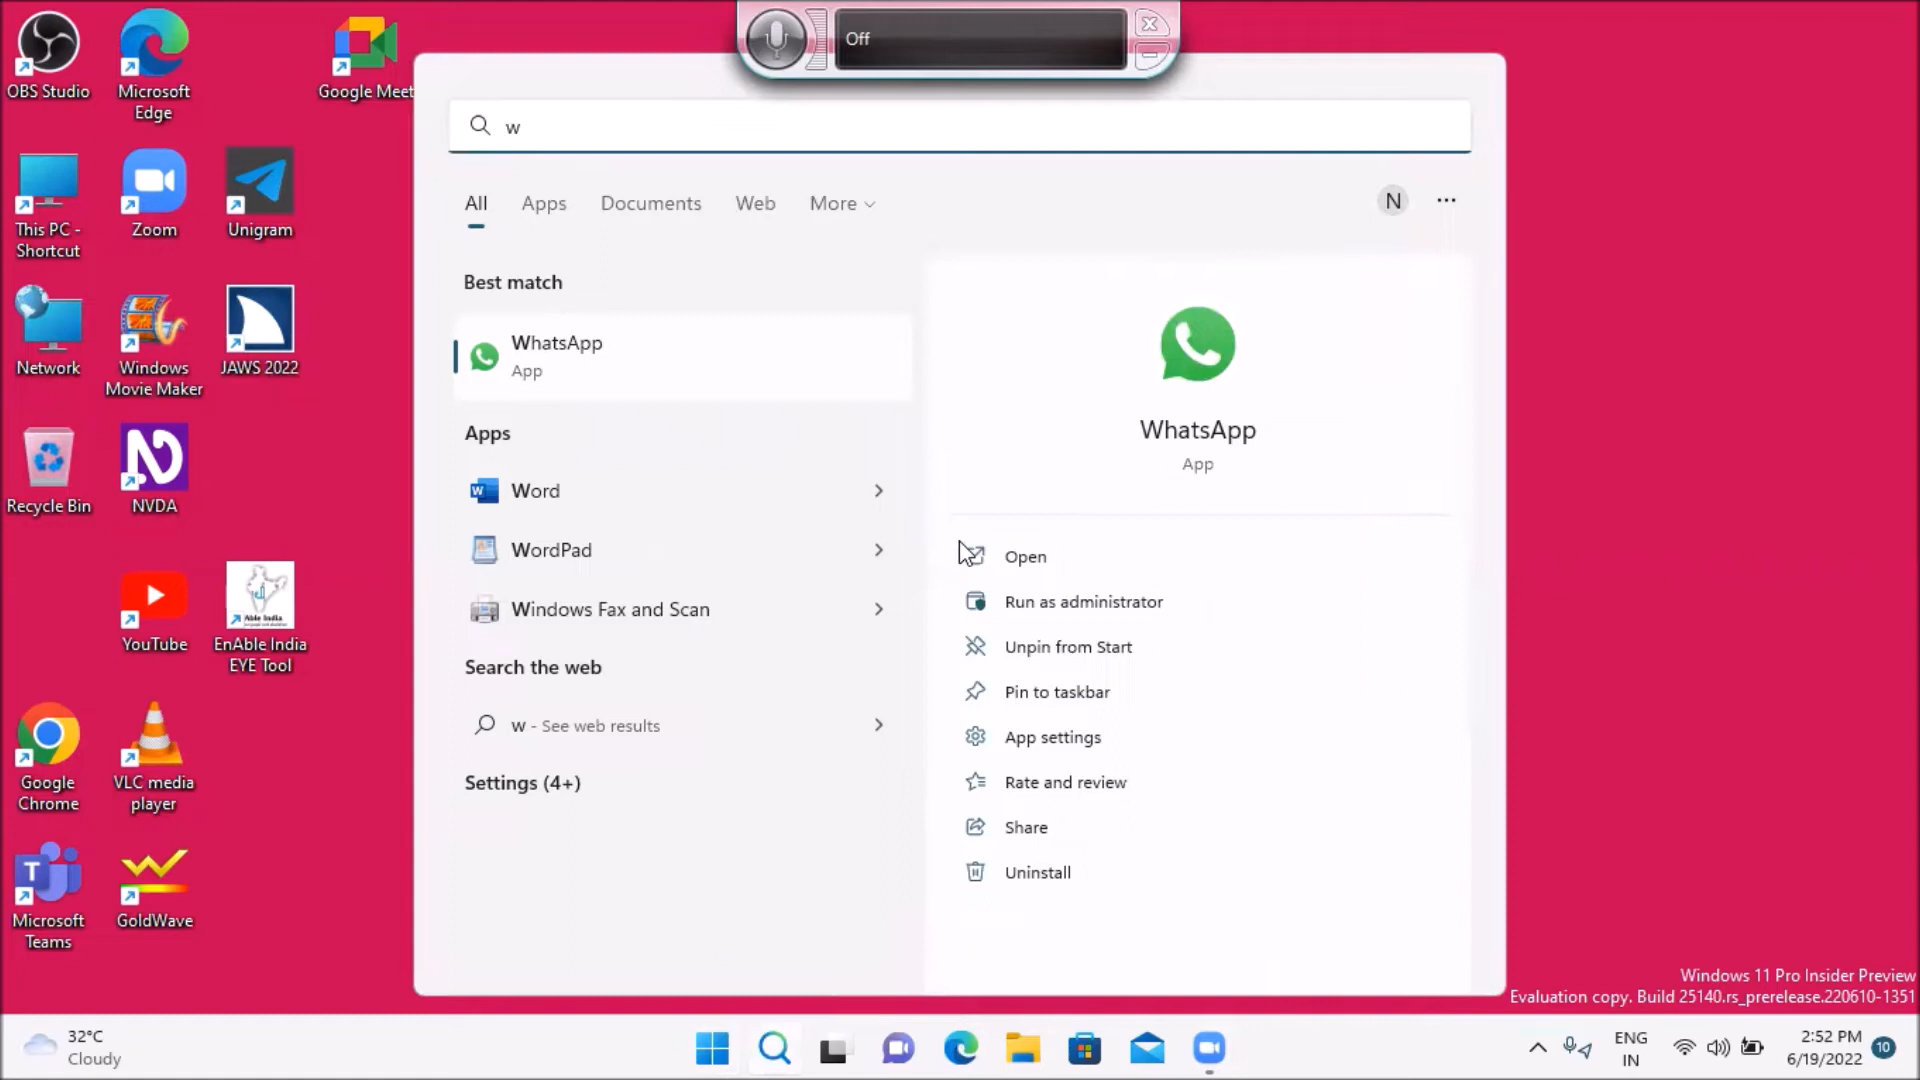 Off
OBS Studio
Microsoft
Edge
Google Meet
This PC -
Shortcut
Zoom
Unigram
Network
Windows
Movie Maker
JAWS 2022
Recycle Bin
NVDA
YouTube
EnAble India
EYE Tool
Google
Chrome
VLC media
player
Microsoft
Teams
GoldWave
w
All
Apps
Documents
Web
More
N
Best match
WhatsApp
App
Apps
Word
WordPad
Windows Fax and Scan
Search the web
w - See web results
Settings (4+)
WhatsApp
App
Open
Run as administrator
Unpin from Start
Pin to taskbar
App settings
Rate and review
Share
Uninstall
Windows 11 Pro Insider Preview
Evaluation copy. Build 25140.rs_prerelease.220610-1351
32°C
Cloudy
ENG
IN
2:52 PM
6/19/2022
10